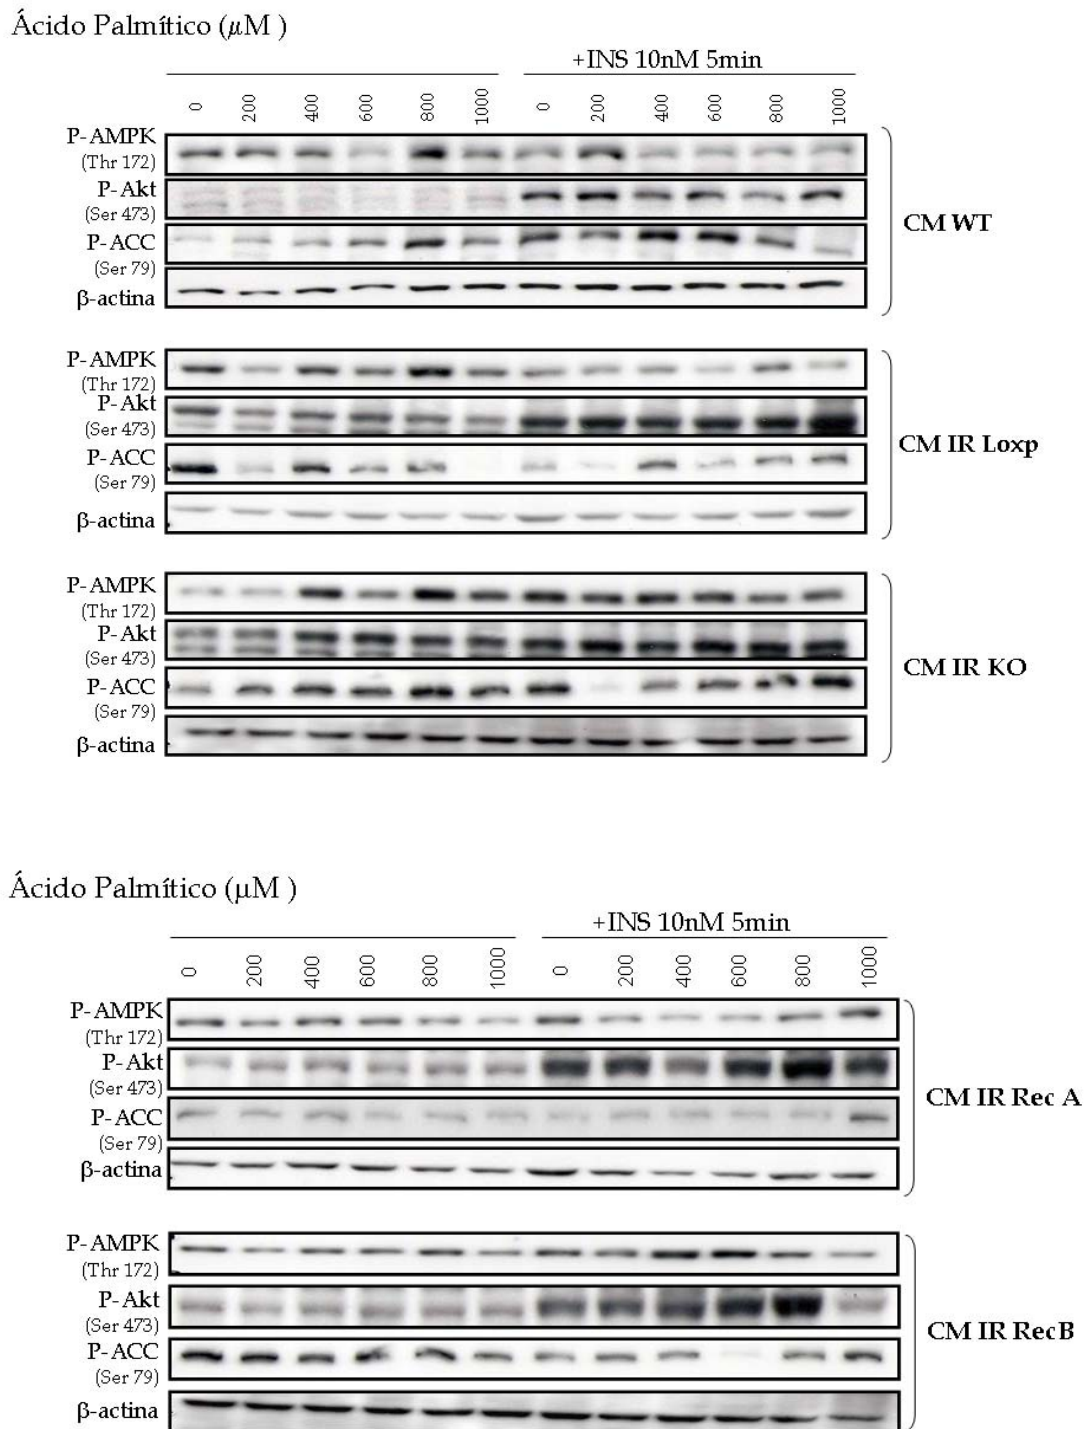 Ácido Palmítico (µM )
+INS 10nM 5min
0 200 400 600 800 1000 0 200 400 600 800 1000
P-AMPK
(Thr 172)
P-Akt
(Ser 473)
P-ACC
(Ser 79)
β-actina
CM WT
P-AMPK
(Thr 172)
P-Akt
(Ser 473)
P-ACC
(Ser 79)
β-actina
CM IR Loxp
P-AMPK
(Thr 172)
P-Akt
(Ser 473)
P-ACC
(Ser 79)
β-actina
CM IR KO
Ácido Palmítico (µM )
+INS 10nM 5min
0 200 400 600 800 1000 0 200 400 600 800 1000
P-AMPK
(Thr 172)
P-Akt
(Ser 473)
P-ACC
(Ser 79)
β-actina
CM IR Rec A
P-AMPK
(Thr 172)
P-Akt
(Ser 473)
P-ACC
(Ser 79)
β-actina
CM IR RecB